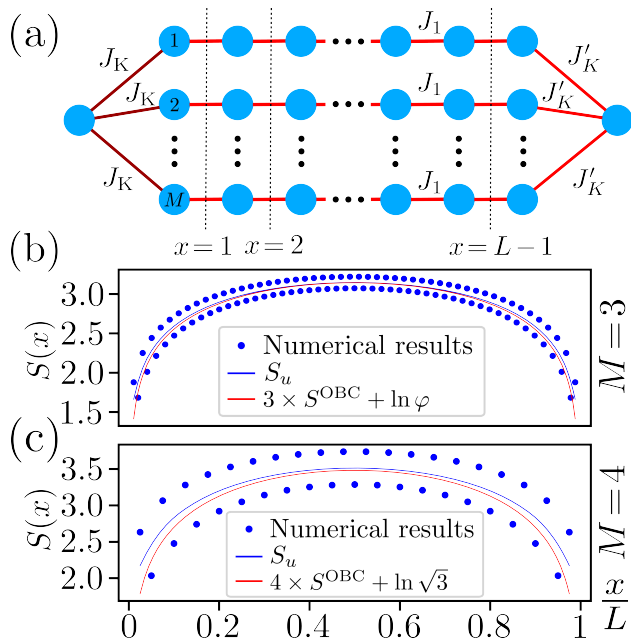 (a)
J_K J_K J_K
1 2 M
J_1 J_1 J_1
J'_K J'_K J'_K
x = 1 x = 2 x = L − 1
(b)
S(x)
3.0
2.5
2.0
1.5
Numerical results
S_u
3 × S^OBC + ln φ
M = 3
(c)
S(x)
3.5
3.0
2.5
2.0
Numerical results
S_u
4 × S^OBC + ln √3
M = 4
0 0.2 0.4 0.6 0.8 1
x/L